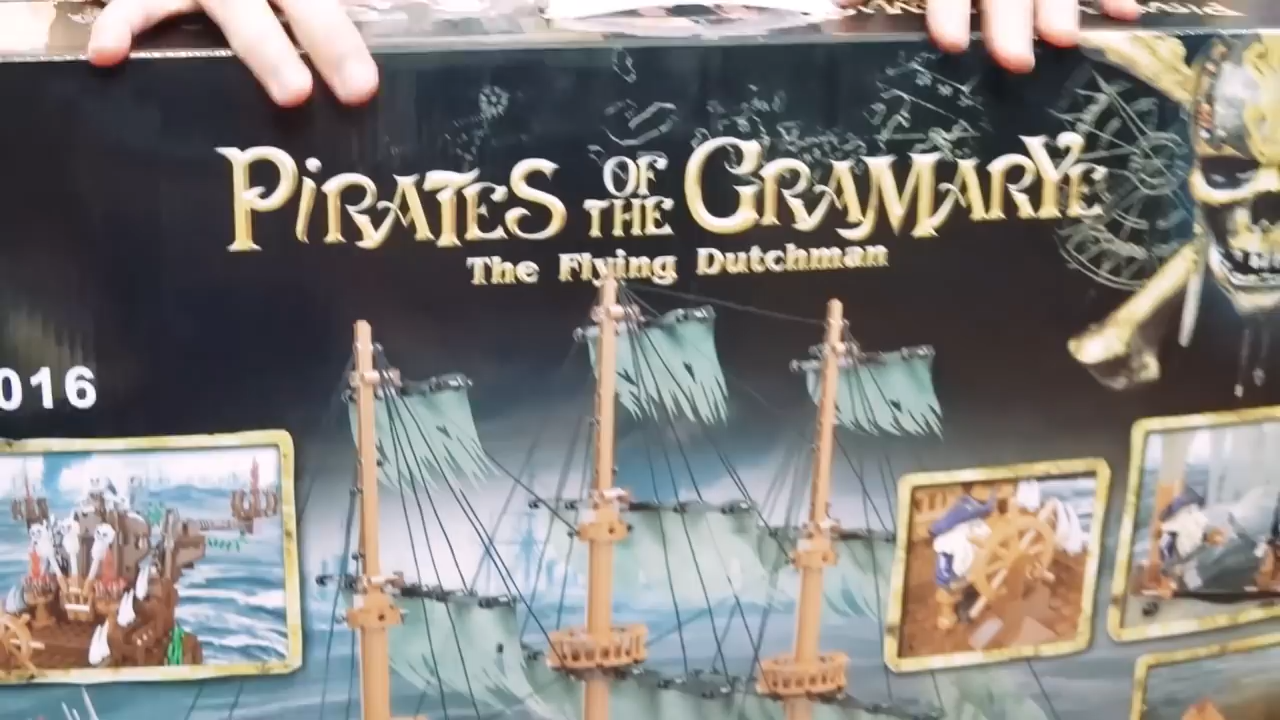 PiRATES OF THE GRAMARYE
The Flying Dutchman
016